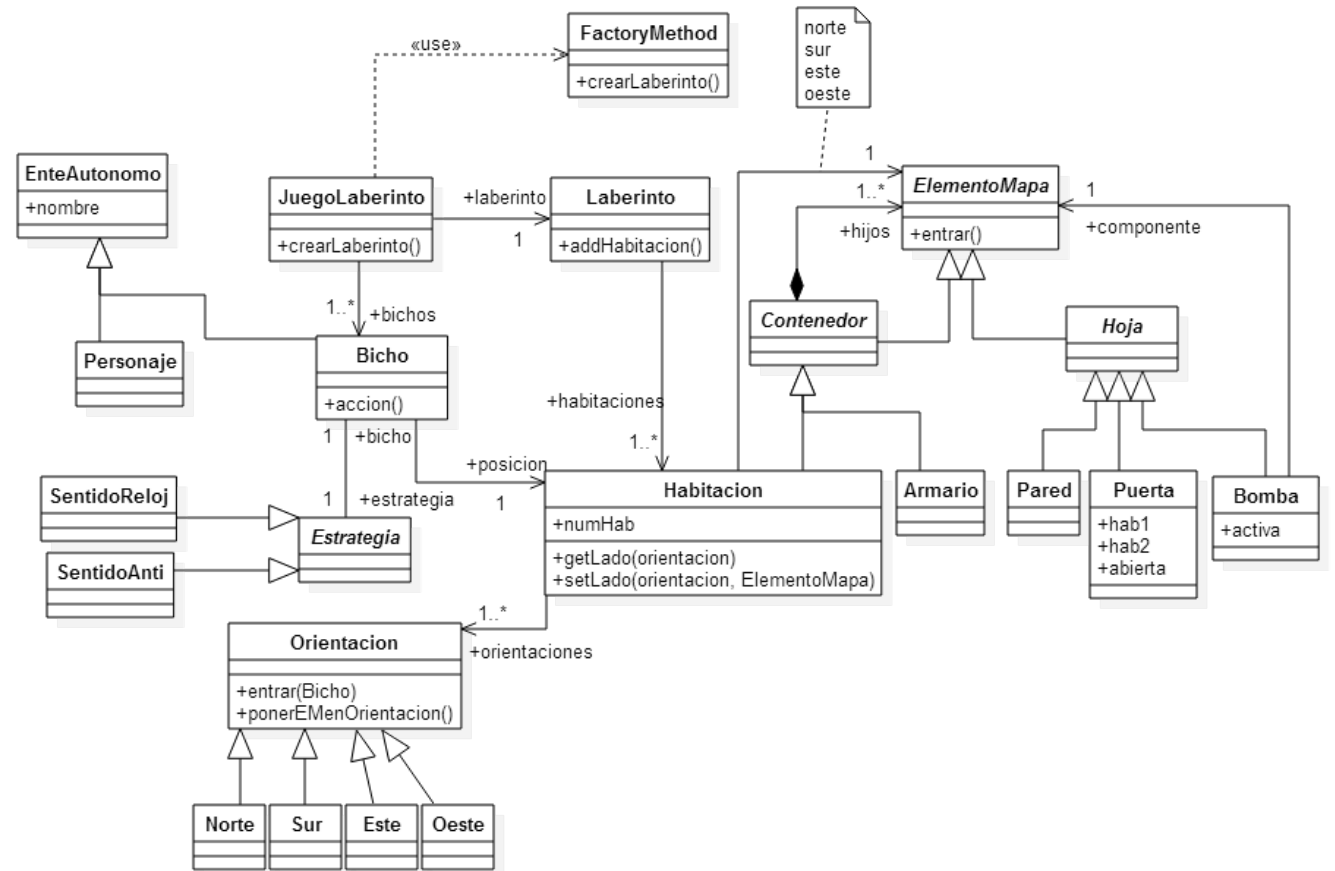 FactoryMethod
+crearLaberinto()
«use»
norte
sur
este
oeste
EnteAutonomo
+nombre
JuegoLaberinto
+crearLaberinto()
+laberinto
1
Laberinto
+addHabitacion()
1
1..*
+hijos
ElementoMapa
+entrar()
1
+componente
1..*
+bichos
Contenedor
Hoja
Personaje
Bicho
+accion()
1
+bicho
+habitaciones
1..*
+posicion
1
1
+estrategia
SentidoReloj
SentidoAnti
Estrategia
Habitacion
+numHab
+getLado(orientacion)
+setLado(orientacion, ElementoMapa)
Armario
Pared
Puerta
+hab1
+hab2
+abierta
Bomba
+activa
1..*
+orientaciones
Orientacion
+entrar(Bicho)
+ponerEMenOrientacion()
Norte
Sur
Este
Oeste